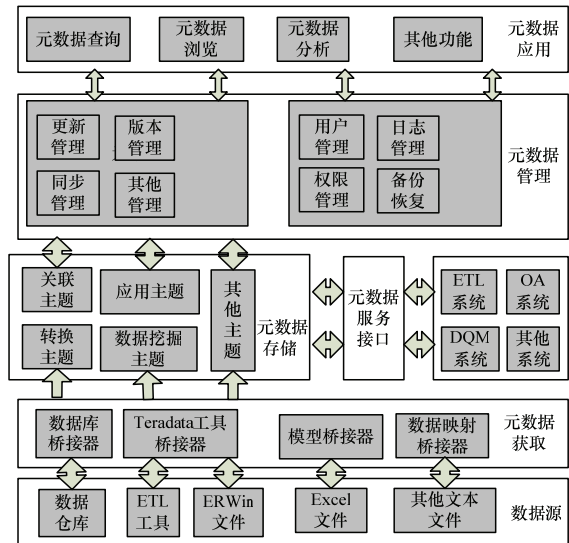 元数据查询
元数据
浏览
元数据
分析
其他功能
元数据
应用
更新
管理
版本
管理
用户
管理
日志
管理
同步
管理
其他
管理
权限
管理
备份
恢复
元数据
管理
关联
主题
应用主题
其
他
主
题
转换
主题
数据挖掘
主题
元数据
存储
元数据
服务
接口
ETL
系统
OA
系统
DQM
系统
其他
系统
数据库
桥接器
Teradata工具
桥接器
模型桥接器
数据映射
桥接器
元数据
获取
数据
仓库
ETL
工具
ERWin
文件
Excel
文件
其他文本
文件
数据源